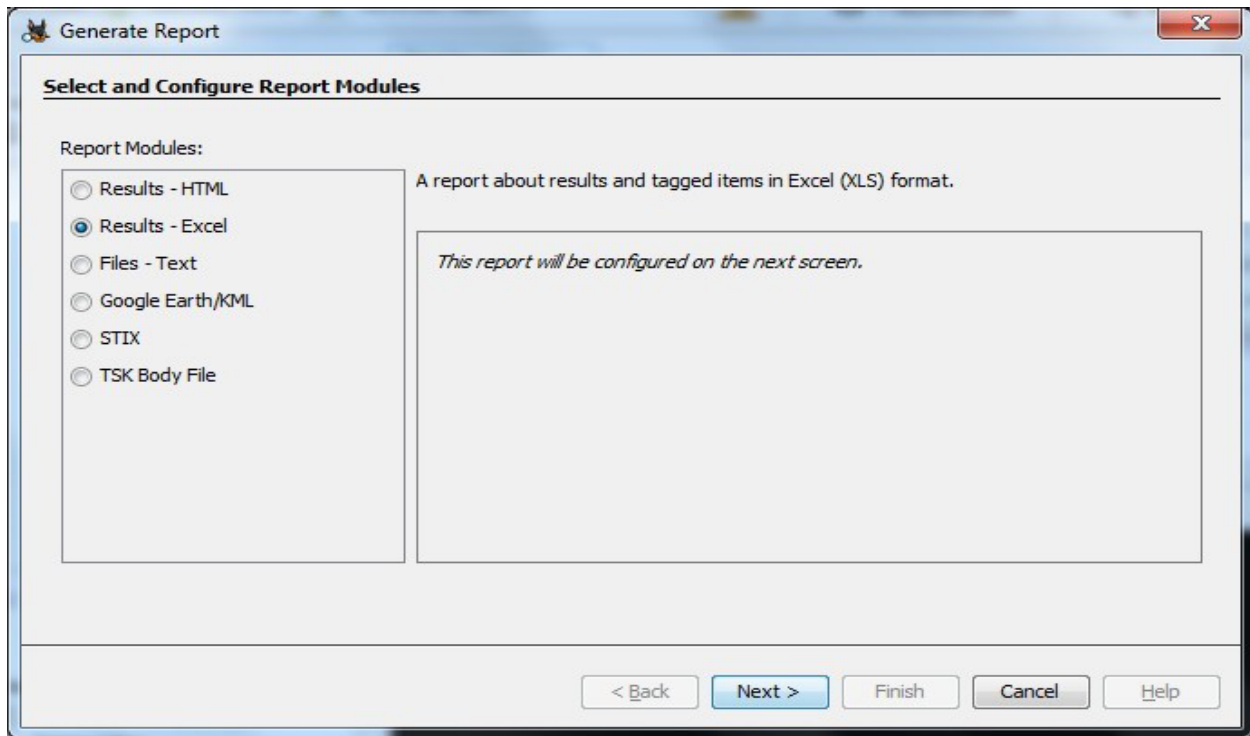 Generate Report
Select and Configure Report Modules
Report Modules:
Results - HTML
Results - Excel
Files - Text
Google Earth/KML
STIX
TSK Body File
A report about results and tagged items in Excel (XLS) format.
This report will be configured on the next screen.
< Back Next > Finish Cancel Help